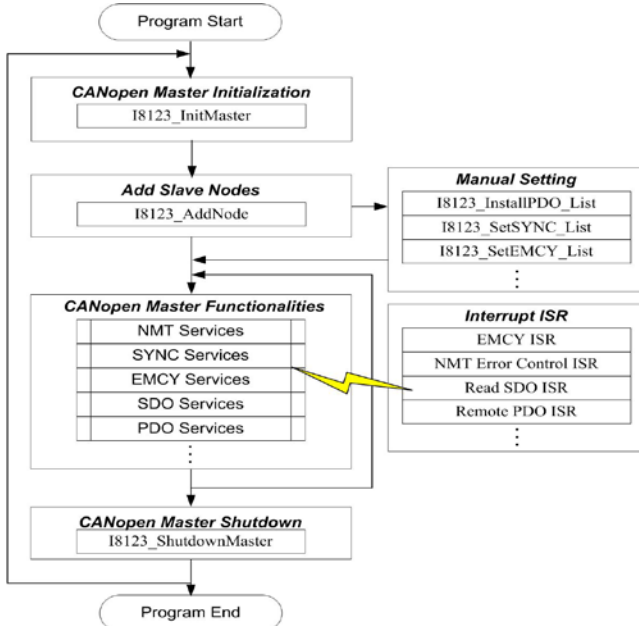 Program Start
CANopen Master Initialization
I8123_InitMaster
Add Slave Nodes
I8123_AddNode
Manual Setting
I8123_InstallPDO_List
I8123_SetSYNC_List
I8123_SetEMCY_List
CANopen Master Functionalities
NMT Services
SYNC Services
EMCY Services
SDO Services
PDO Services
Interrupt ISR
EMCY ISR
NMT Error Control ISR
Read SDO ISR
Remote PDO ISR
CANopen Master Shutdown
I8123_ShutdownMaster
Program End